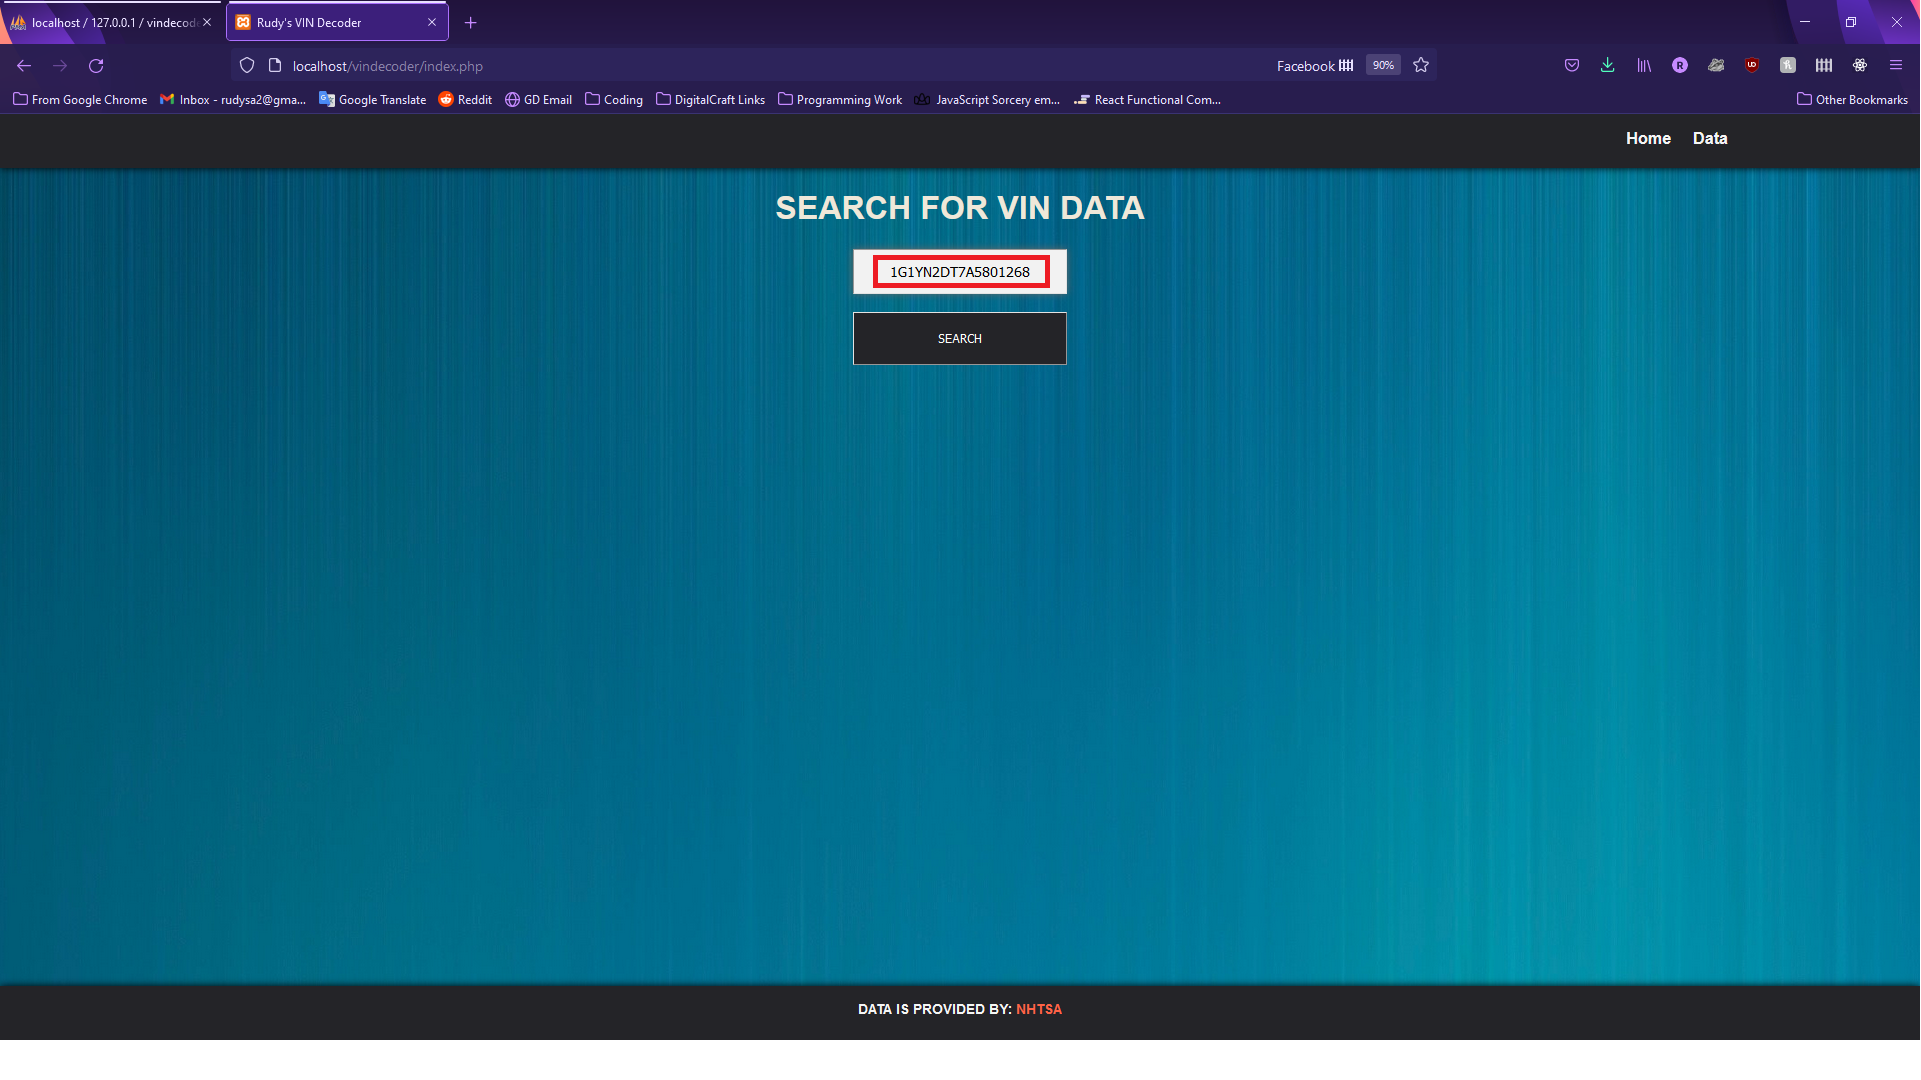 localhost / 127.0.0.1 / vindecod
Rudy's VIN Decoder
localhost/vindecoder/index.php
Facebook
90%
From Google Chrome
Inbox - rudysa2@gma...
Google Translate
Reddit
GD Email
Coding
DigitalCraft Links
Programming Work
JavaScript Sorcery em...
React Functional Com...
Other Bookmarks
Home
Data
SEARCH FOR VIN DATA
1G1YN2DT7A5801268
SEARCH
DATA IS PROVIDED BY: NHTSA